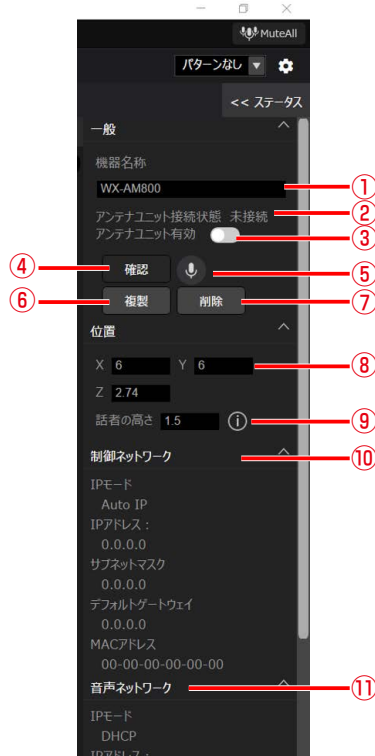 MuteAll
パターンなし
<< ステータス
一般
機器名称
WX-AM800
①
アンテナユニット接続状態 未接続
②
アンテナユニット有効
③
④ 確認
⑤
⑥ 複製 削除 ⑦
位置
X 6 Y 6 ⑧
Z 2.74
話者の高さ 1.5 ⑨
制御ネットワーク ⑩
IPモード
Auto IP
IPアドレス :
0.0.0.0
サブネットマスク
0.0.0.0
デフォルトゲートウェイ
0.0.0.0
MACアドレス
00-00-00-00-00-00
音声ネットワーク ⑪
IPモード
DHCP
IPアドレス :